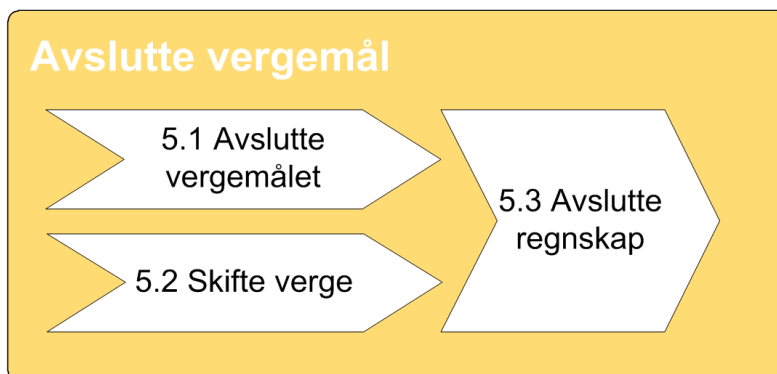 Avslutte vergemål
5.1 Avslutte
vergemålet
5.2 Skifte verge
5.3 Avslutte
regnskap